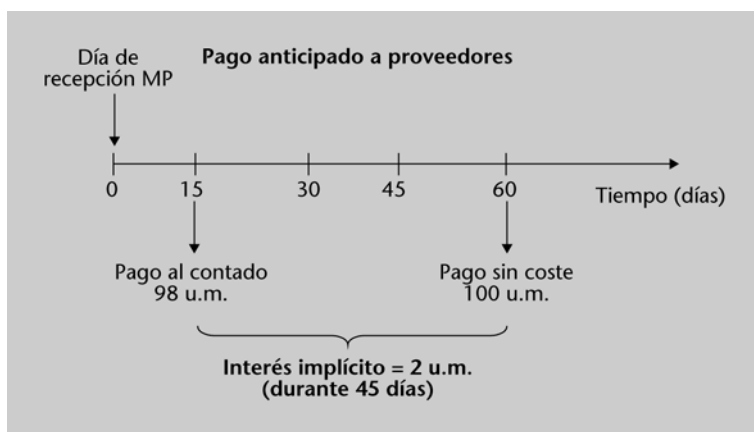 Día de
recepción MP
Pago anticipado a proveedores
0 15 30 45 60
Tiempo (días)
Pago al contado
98 u.m.
Pago sin coste
100 u.m.
Interés implícito = 2 u.m.
(durante 45 días)